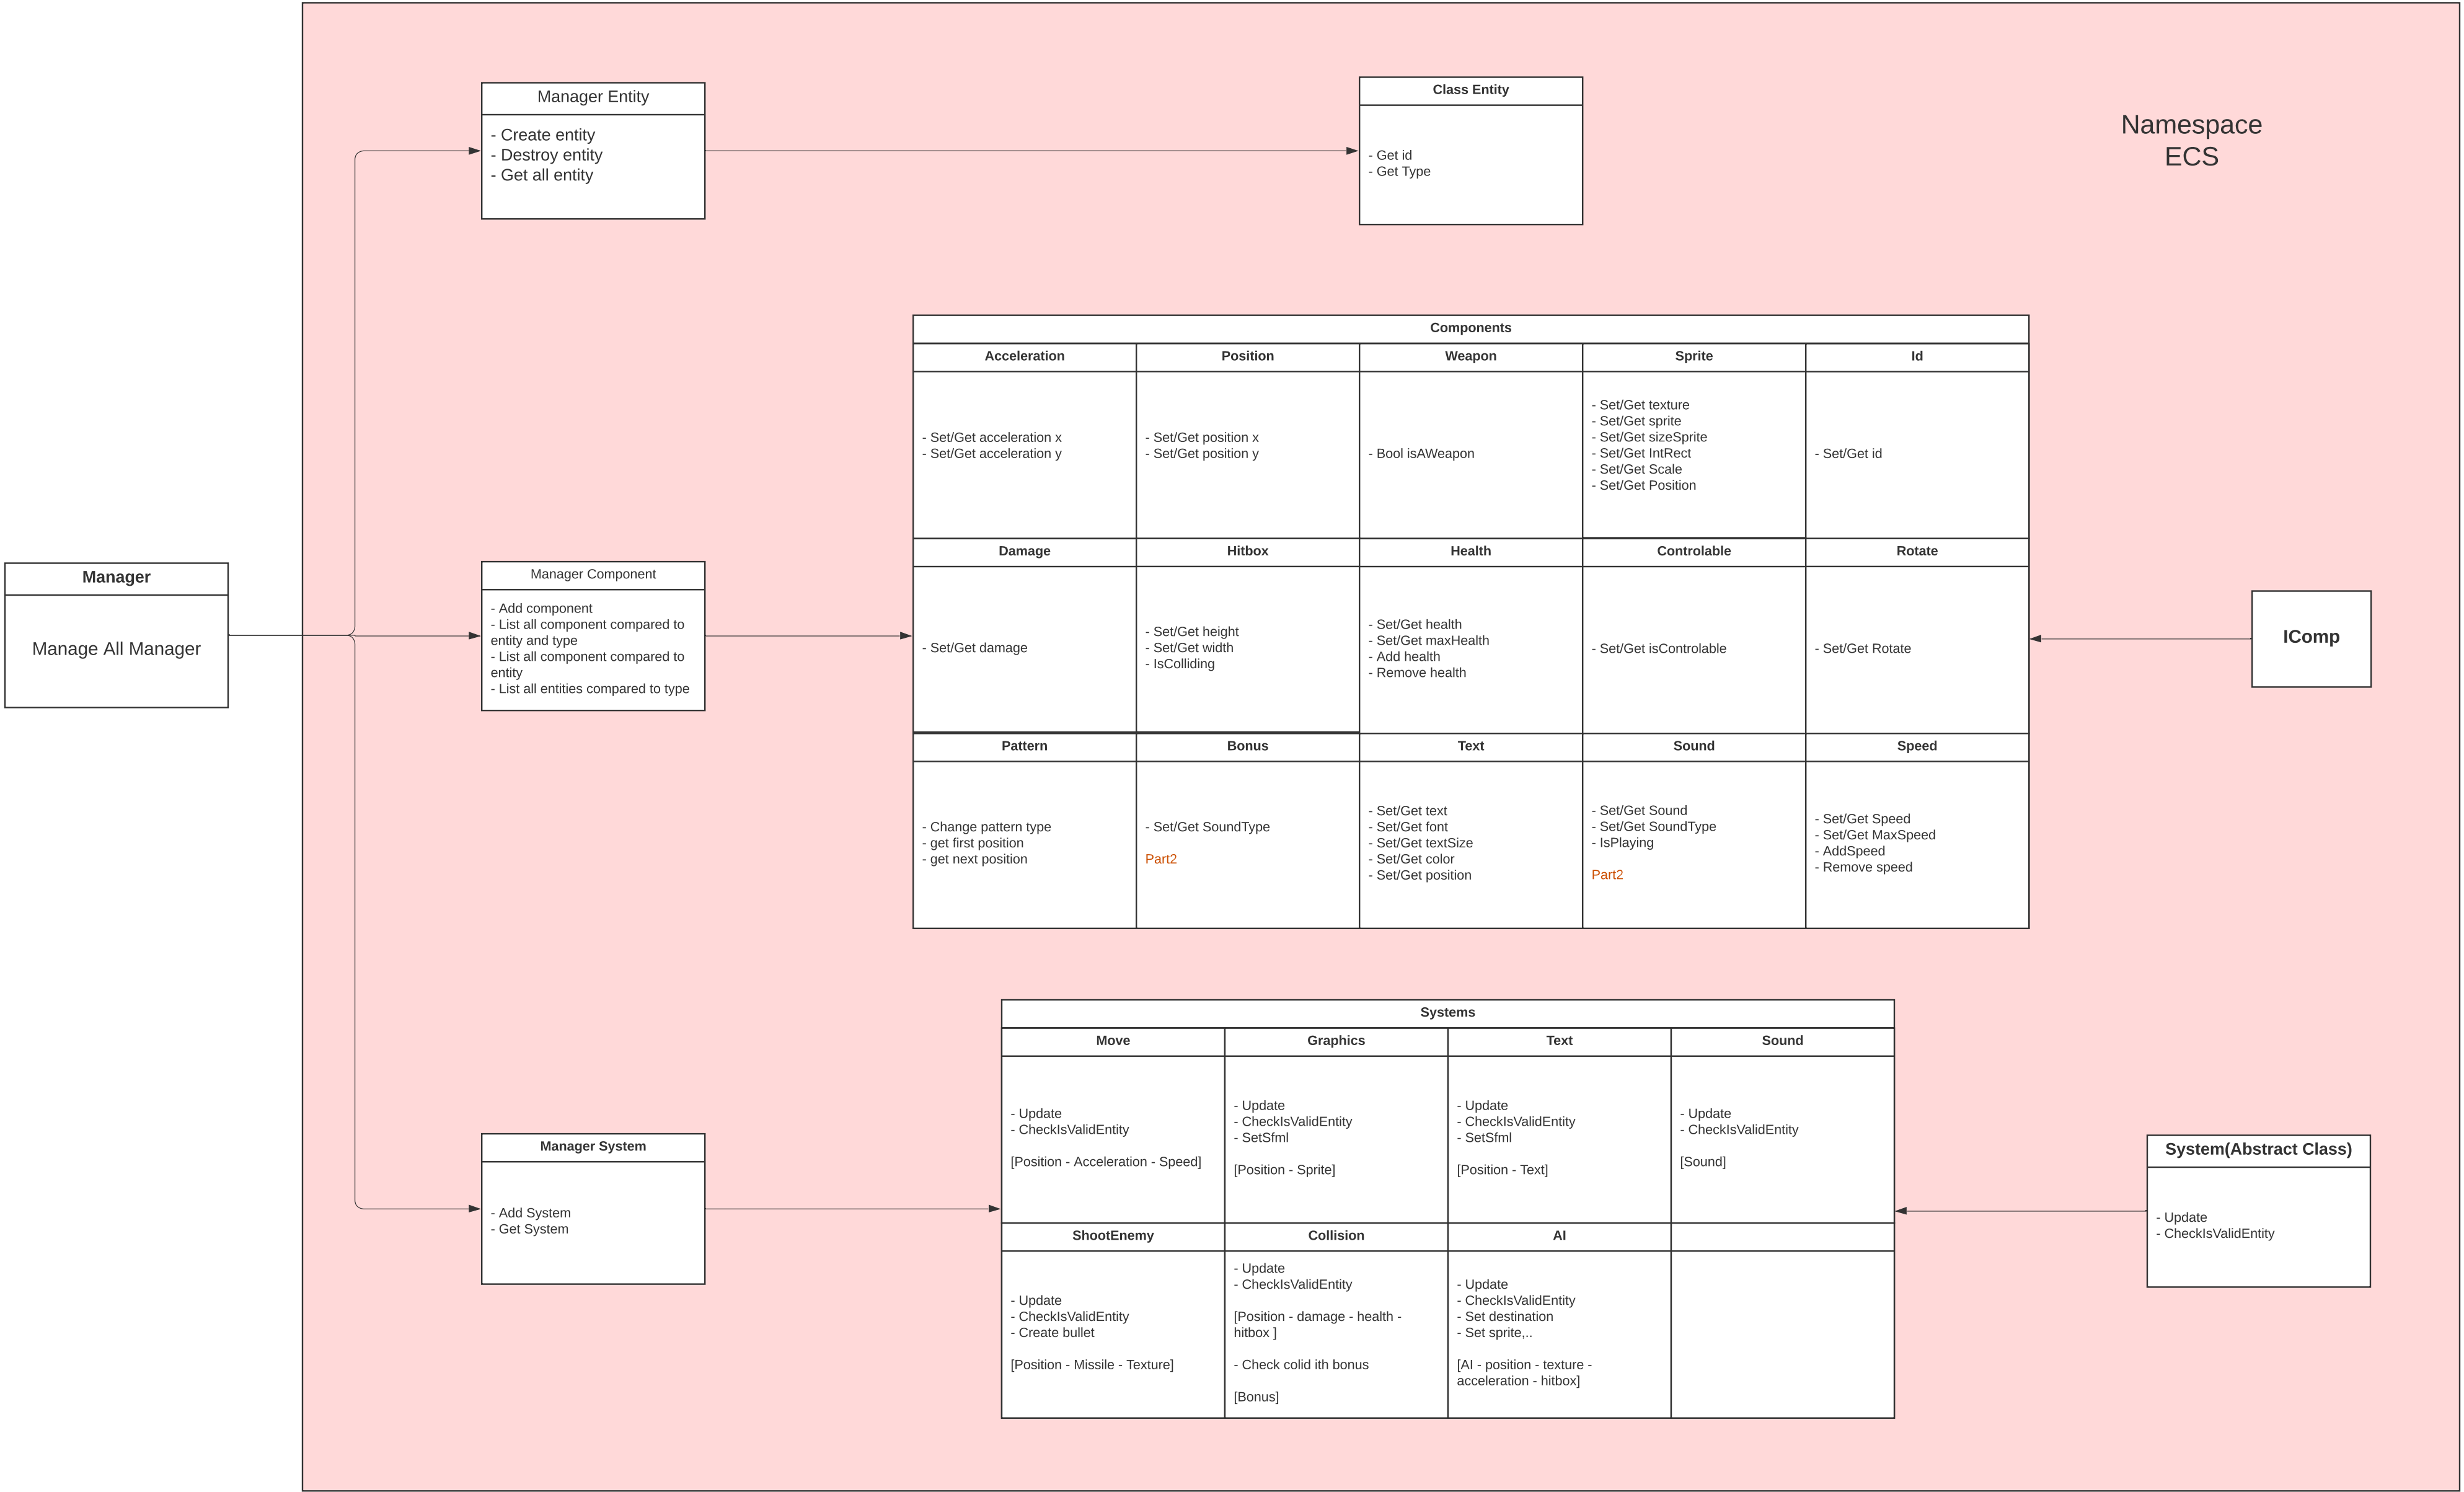 Namespace
ECS
Manager
Manage All Manager
Manager Entity
- Create entity
- Destroy entity
- Get all entity
Class Entity
- Get id
- Get Type
Manager Component
- Add component
- List all component compared to
entity and type
- List all component compared to
entity
- List all entities compared to type
Components
Acceleration
- Set/Get acceleration x
- Set/Get acceleration y
Position
- Set/Get position x
- Set/Get position y
Weapon
- Bool isAWeapon
Sprite
- Set/Get texture
- Set/Get sprite
- Set/Get sizeSprite
- Set/Get IntRect
- Set/Get Scale
- Set/Get Position
Id
- Set/Get id
Damage
- Set/Get damage
Hitbox
- Set/Get height
- Set/Get width
- IsColliding
Health
- Set/Get health
- Set/Get maxHealth
- Add health
- Remove health
Controlable
- Set/Get isControlable
Rotate
- Set/Get Rotate
Pattern
- Change pattern type
- get first position
- get next position
Bonus
- Set/Get SoundType
Part2
Text
- Set/Get text
- Set/Get font
- Set/Get textSize
- Set/Get color
- Set/Get position
Sound
- Set/Get Sound
- Set/Get SoundType
- IsPlaying
Part2
Speed
- Set/Get Speed
- Set/Get MaxSpeed
- AddSpeed
- Remove speed
IComp
Manager System
- Add System
- Get System
Systems
Move
- Update
- CheckIsValidEntity
[Position - Acceleration - Speed]
Graphics
- Update
- CheckIsValidEntity
- SetSfml
[Position - Sprite]
Text
- Update
- CheckIsValidEntity
- SetSfml
[Position - Text]
Sound
- Update
- CheckIsValidEntity
[Sound]
ShootEnemy
- Update
- CheckIsValidEntity
- Create bullet
[Position - Missile - Texture]
Collision
- Update
- CheckIsValidEntity
[Position - damage - health -
hitbox ]
- Check colid ith bonus
[Bonus]
AI
- Update
- CheckIsValidEntity
- Set destination
- Set sprite,..
[AI - position - texture -
acceleration - hitbox]
System(Abstract Class)
- Update
- CheckIsValidEntity